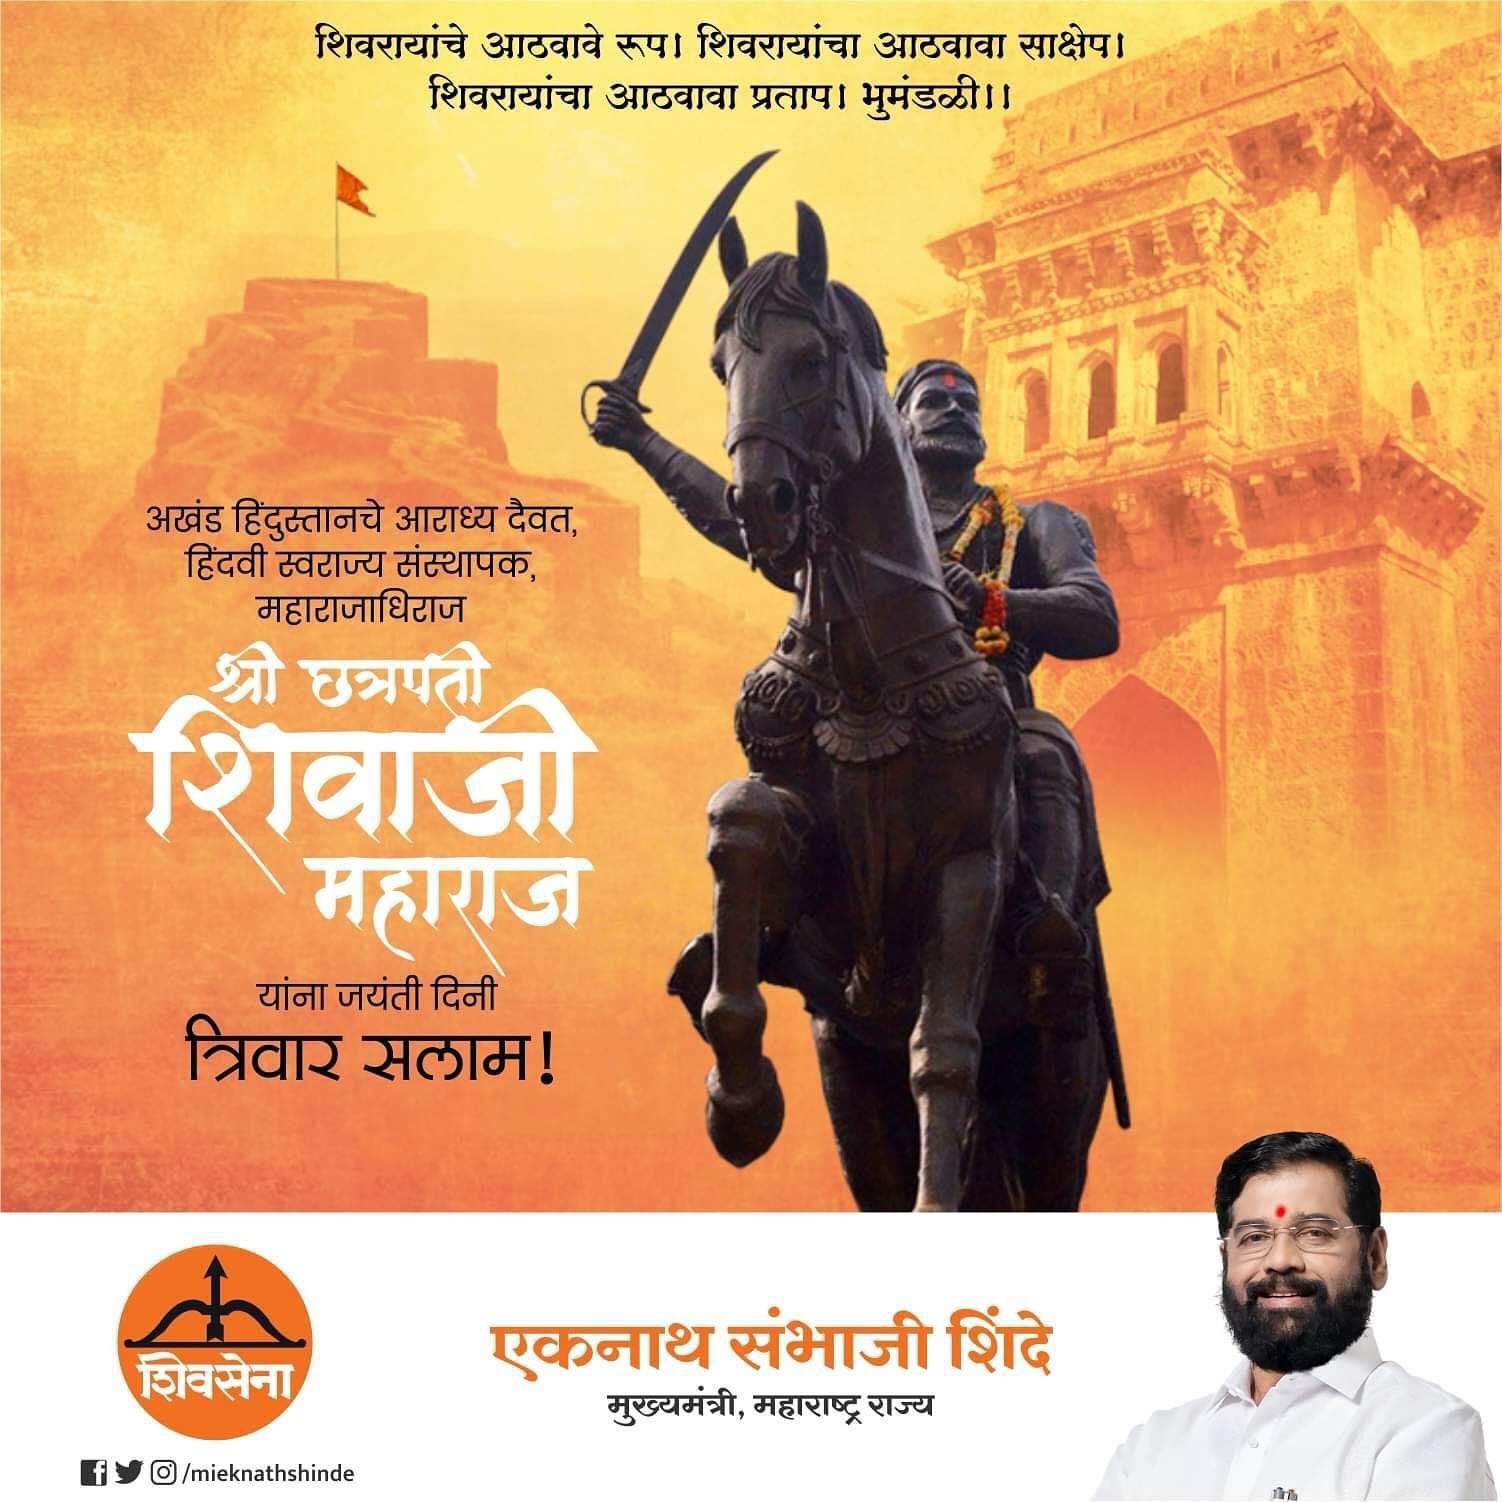 शिवरायांचे आठवावे रूप। शिवरायांचा आठवावा साक्षेप।
शिवरायांचा आठवावा प्रताप। भुमंडळी।।
अखंड हिंदुस्तानचे आराध्य दैवत,
हिंदवी स्वराज्य संस्थापक,
महाराजाधिराज
श्री छत्रपती
शिवाजी
महाराज
यांना जयंती दिनी
त्रिवार सलाम!
शिवसेना
एकनाथ संभाजी शिंदे
मुख्यमंत्री, महाराष्ट्र राज्य
/mieknathshinde